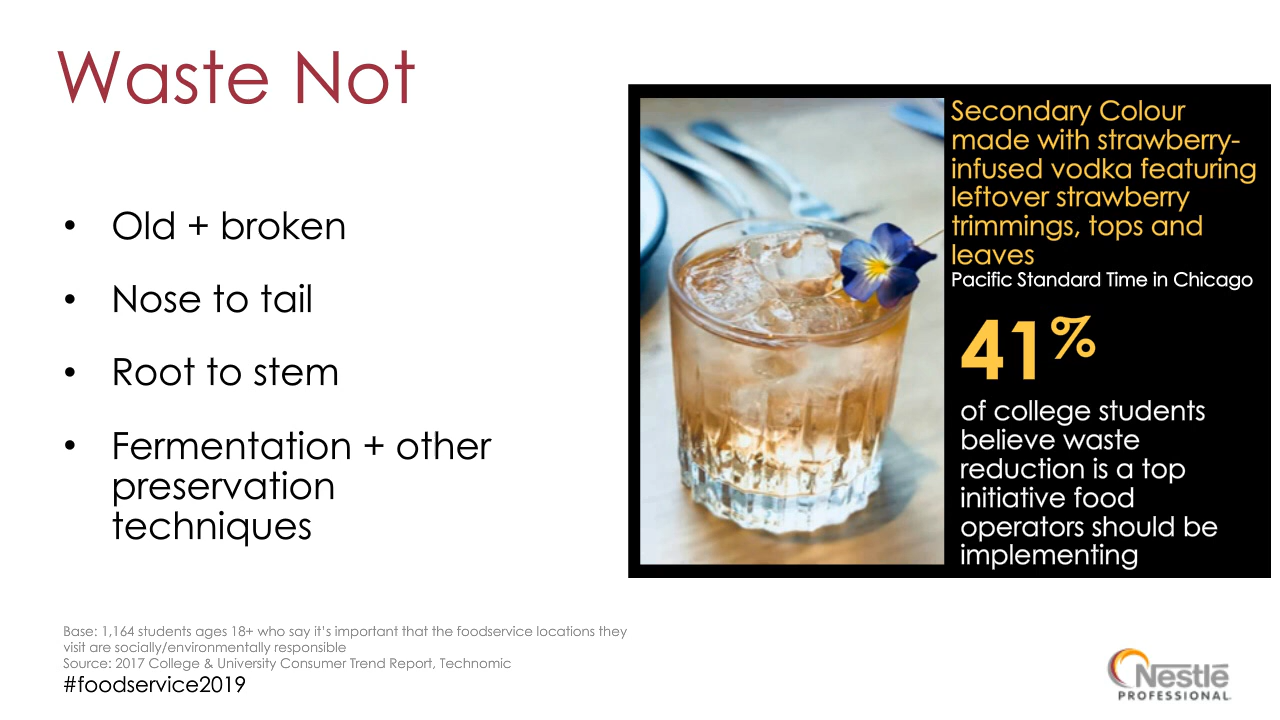 Waste Not
• Old + broken
• Nose to tail
• Root to stem
• Fermentation + other
preservation
techniques
Secondary Colour
made with strawberry-
infused vodka featuring
leftover strawberry
trimmings, tops and
leaves
Pacific Standard Time in Chicago
41%
of college students
believe waste
reduction is a top
initiative food
operators should be
implementing
Base: 1,164 students ages 18+ who say it’s important that the foodservice locations they
visit are socially/environmentally responsible
Source: 2017 College & University Consumer Trend Report, Technomic
#foodservice2019
Nestlē
PROFESSIONAL